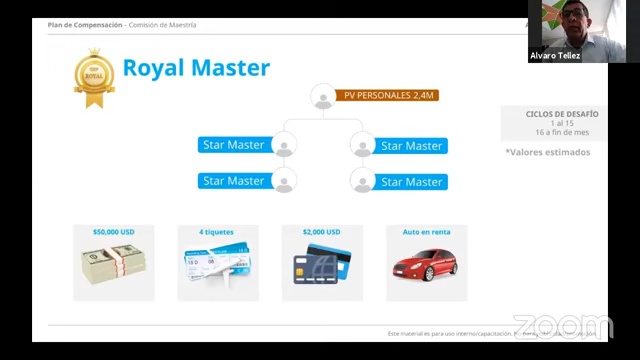 Plan de Compensación – Comisión de Maestría
A
ROYAL
Royal Master
Alvaro Tellez
PV PERSONALES 2,4M
CICLOS DE DESAFÍO
1 al 15
16 a fin de mes
*Valores estimados
Star Master
Star Master
Star Master
Star Master
$50,000 USD
4 tiquetes
$2,000 USD
Auto en renta
Este material es para uso interno/capacitación.
zoom